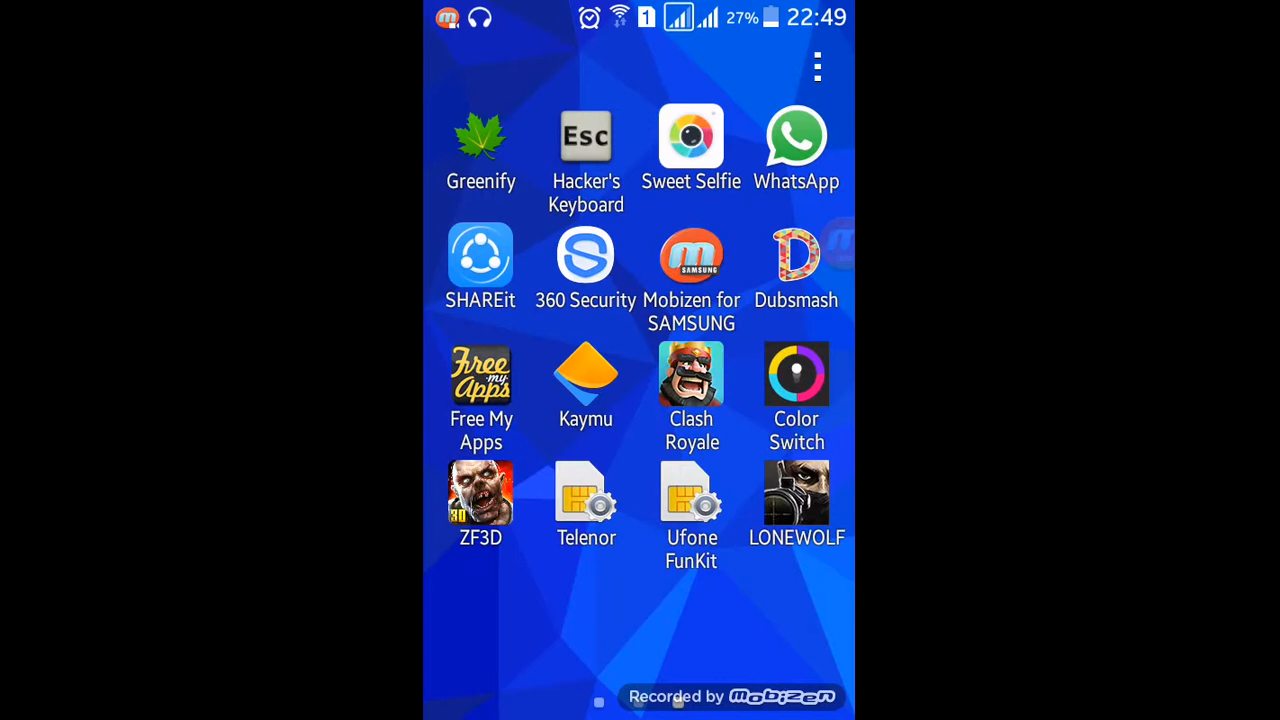 1 27% 22:49
Esc
Greenify Hacker's Keyboard Sweet Selfie WhatsApp
m SAMSUNG D
SHAREit 360 Security Mobizen for SAMSUNG Dubsmash
Free my Apps
Free My Apps Kaymu Clash Royale Color Switch
3D
ZF3D Telenor Ufone FunKit LONEWOLF
Recorded by Mobizen